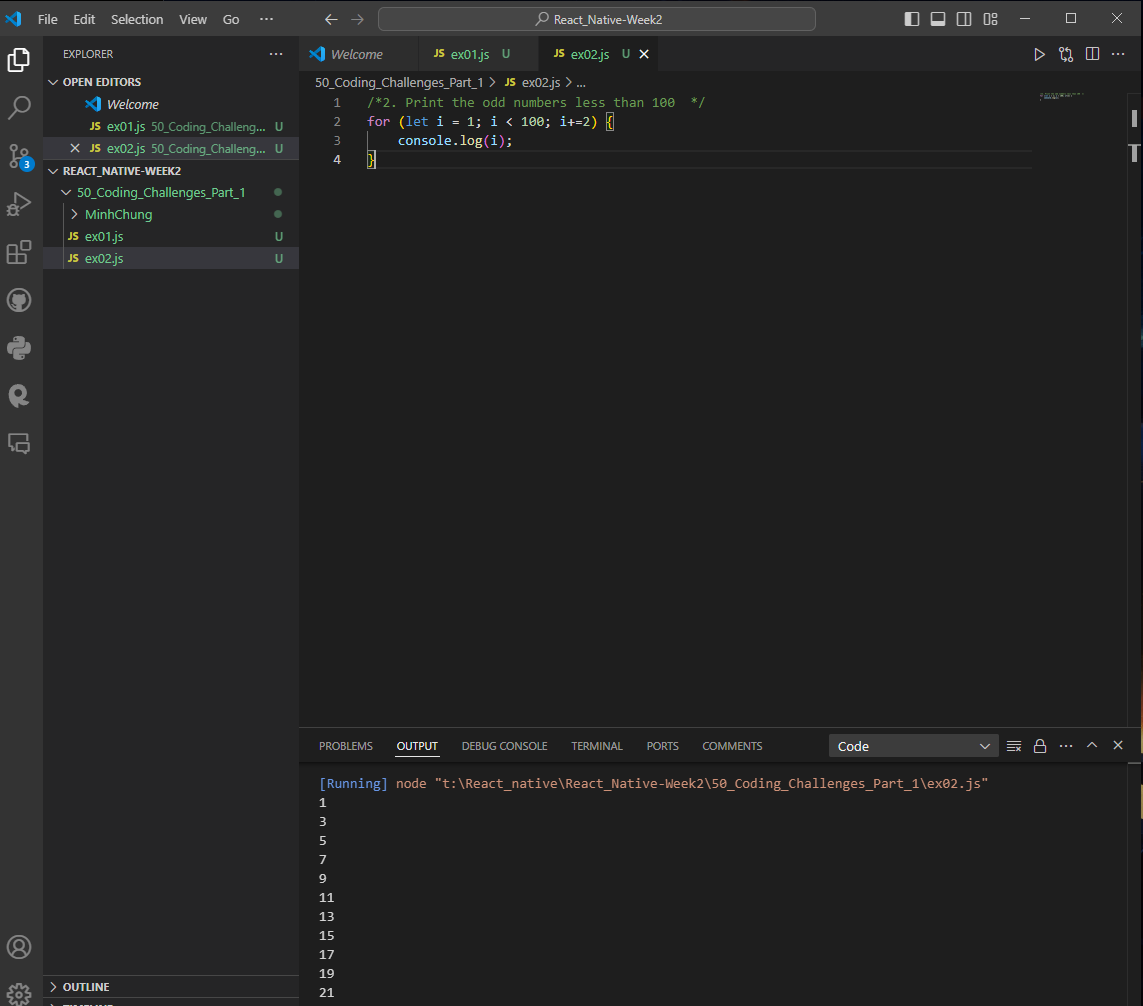 File Edit Selection View Go ··· React_Native-Week2
EXPLORER ···
OPEN EDITORS
Welcome
JS ex01.js 50_Coding_Challeng... U
JS ex02.js 50_Coding_Challeng... U
3
REACT_NATIVE-WEEK2
50_Coding_Challenges_Part_1
MinhChung
JS ex01.js U
JS ex02.js U
OUTLINE
Welcome JS ex01.js U JS ex02.js U
50_Coding_Challenges_Part_1 > JS ex02.js > ...
1 /*2. Print the odd numbers less than 100  */
2 for (let i = 1; i < 100; i+=2) {
3     console.log(i);
4 }
PROBLEMS OUTPUT DEBUG CONSOLE TERMINAL PORTS COMMENTS Code
[Running] node "t:\React_native\React_Native-Week2\50_Coding_Challenges_Part_1\ex02.js"
1
3
5
7
9
11
13
15
17
19
21